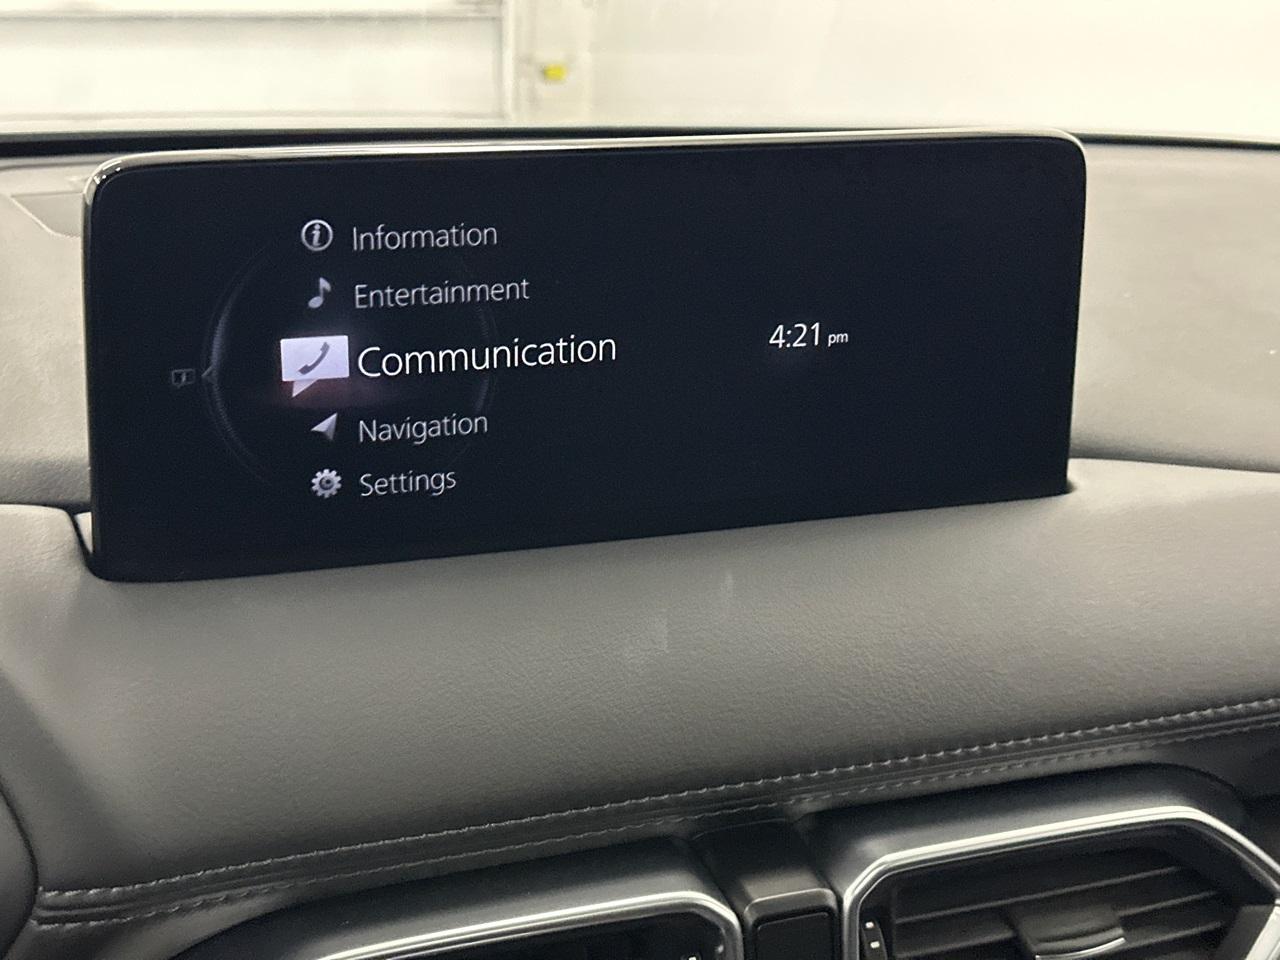 Information
Entertainment
Communication
4:21 pm
Navigation
Settings